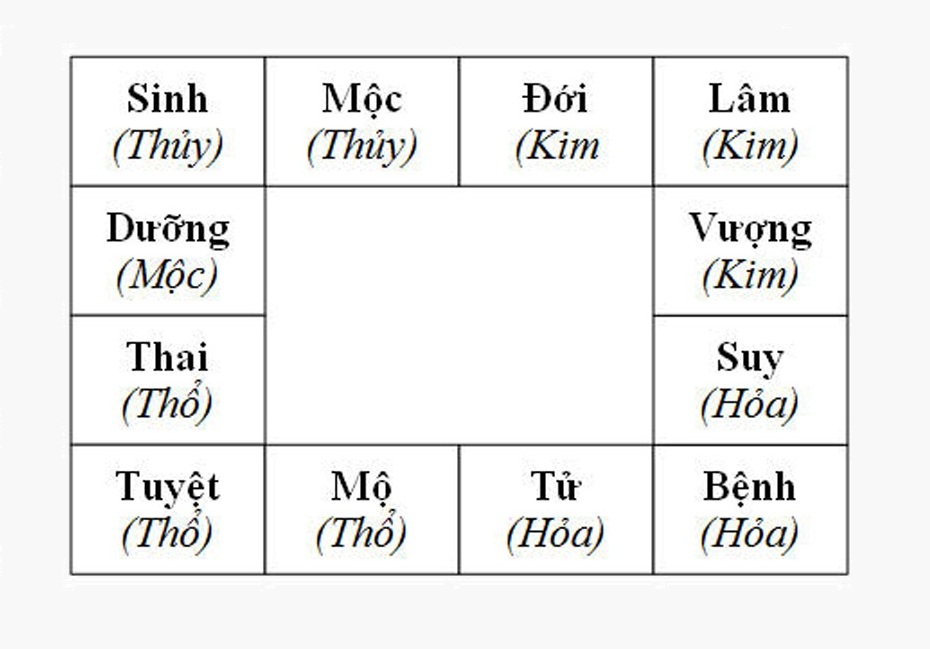 Sinh
(Thủy)
Mộc
(Thủy)
Đới
(Kim
Lâm
(Kim)
Dưỡng
(Mộc)
Vượng
(Kim)
Thai
(Thổ)
Suy
(Hỏa)
Tuyệt
(Thổ)
Mộ
(Thổ)
Tử
(Hỏa)
Bệnh
(Hỏa)